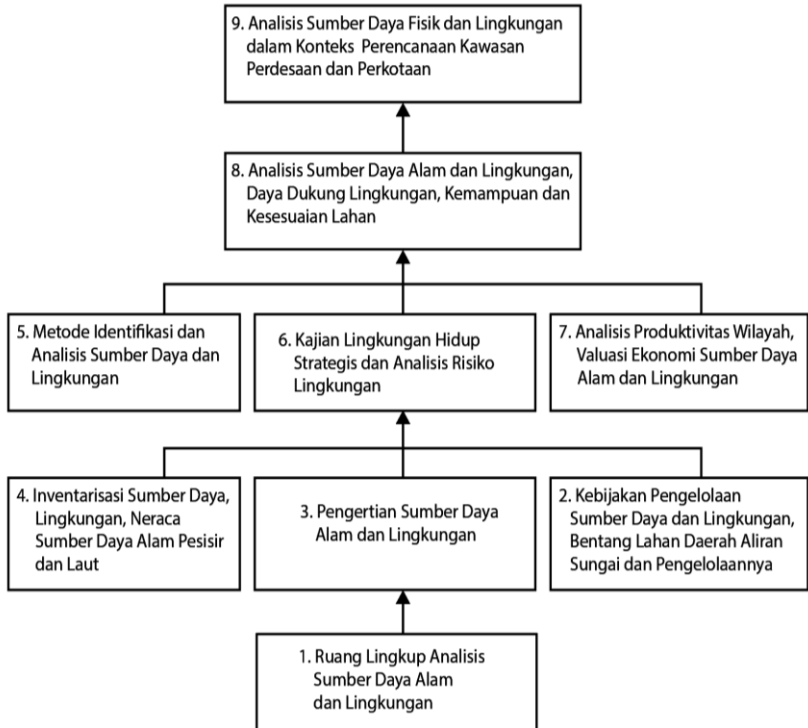 9. Analisis Sumber Daya Fisik dan Lingkungan
dalam Konteks Perencanaan Kawasan
Perdesaan dan Perkotaan
8. Analisis Sumber Daya Alam dan Lingkungan,
Daya Dukung Lingkungan, Kemampuan dan
Kesesuaian Lahan
5. Metode Identifikasi dan
Analisis Sumber Daya dan
Lingkungan
6. Kajian Lingkungan Hidup
Strategis dan Analisis Risiko
Lingkungan
7. Analisis Produktivitas Wilayah,
Valuasi Ekonomi Sumber Daya
Alam dan Lingkungan
4. Inventarisasi Sumber Daya,
Lingkungan, Neraca
Sumber Daya Alam Pesisir
dan Laut
3. Pengertian Sumber Daya
Alam dan Lingkungan
2. Kebijakan Pengelolaan
Sumber Daya dan Lingkungan,
Bentang Lahan Daerah Aliran
Sungai dan Pengelolaannya
1. Ruang Lingkup Analisis
Sumber Daya Alam
dan Lingkungan